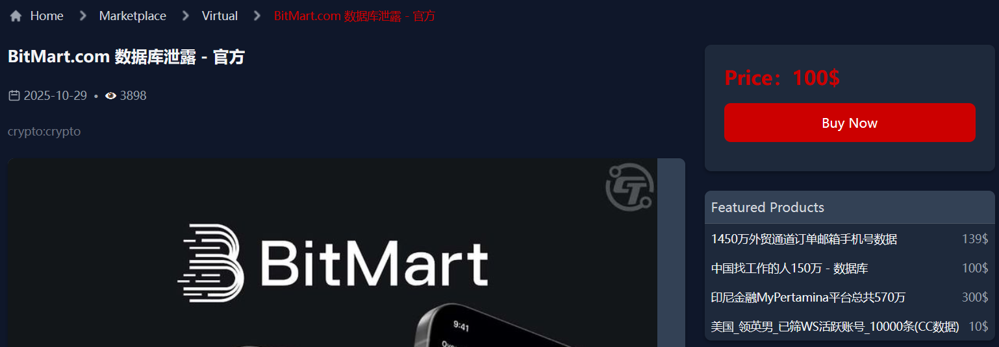 Home > Marketplace > Virtual > BitMart.com 数据库泄露 - 官方
BitMart.com 数据库泄露 - 官方
2025-10-29 • 3898
crypto:crypto
CT
BitMart
9:41
Price：100$
Buy Now
Featured Products
1450万外贸通道订单邮箱手机号数据 139$
中国找工作的人150万 - 数据库 100$
印尼金融MyPertamina平台总共570万 300$
美国_领英男_已筛WS活跃账号_10000条(CC数据) 10$